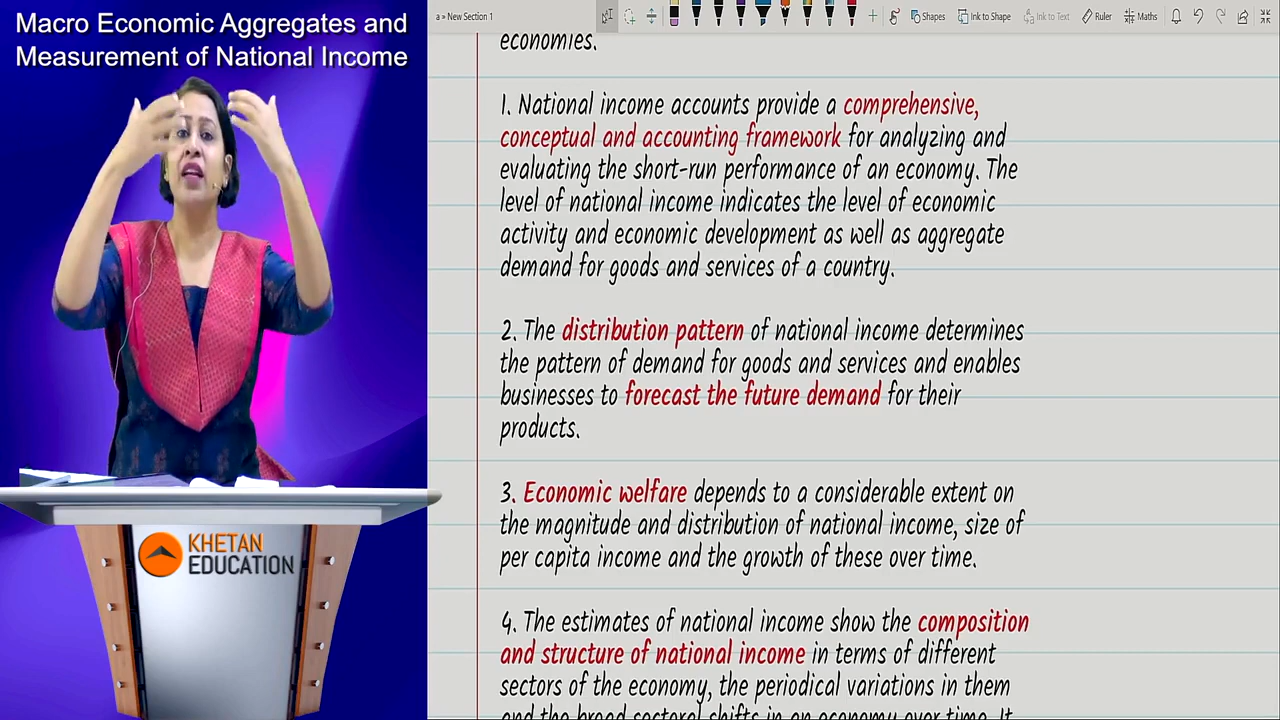 Macro Economic Aggregates and
Measurement of National Income
KHETAN
EDUCATION
a » New Section 1
Shapes
Ink to Shape
Ink to Text
Ruler
Maths
economies.
1. National income accounts provide a comprehensive,
conceptual and accounting framework for analyzing and
evaluating the short-run performance of an economy. The
level of national income indicates the level of economic
activity and economic development as well as aggregate
demand for goods and services of a country.
2. The distribution pattern of national income determines
the pattern of demand for goods and services and enables
businesses to forecast the future demand for their
products.
3. Economic welfare depends to a considerable extent on
the magnitude and distribution of national income, size of
per capita income and the growth of these over time.
4. The estimates of national income show the composition
and structure of national income in terms of different
sectors of the economy, the periodical variations in them
and the broad sectoral shifts in an economy over time. It